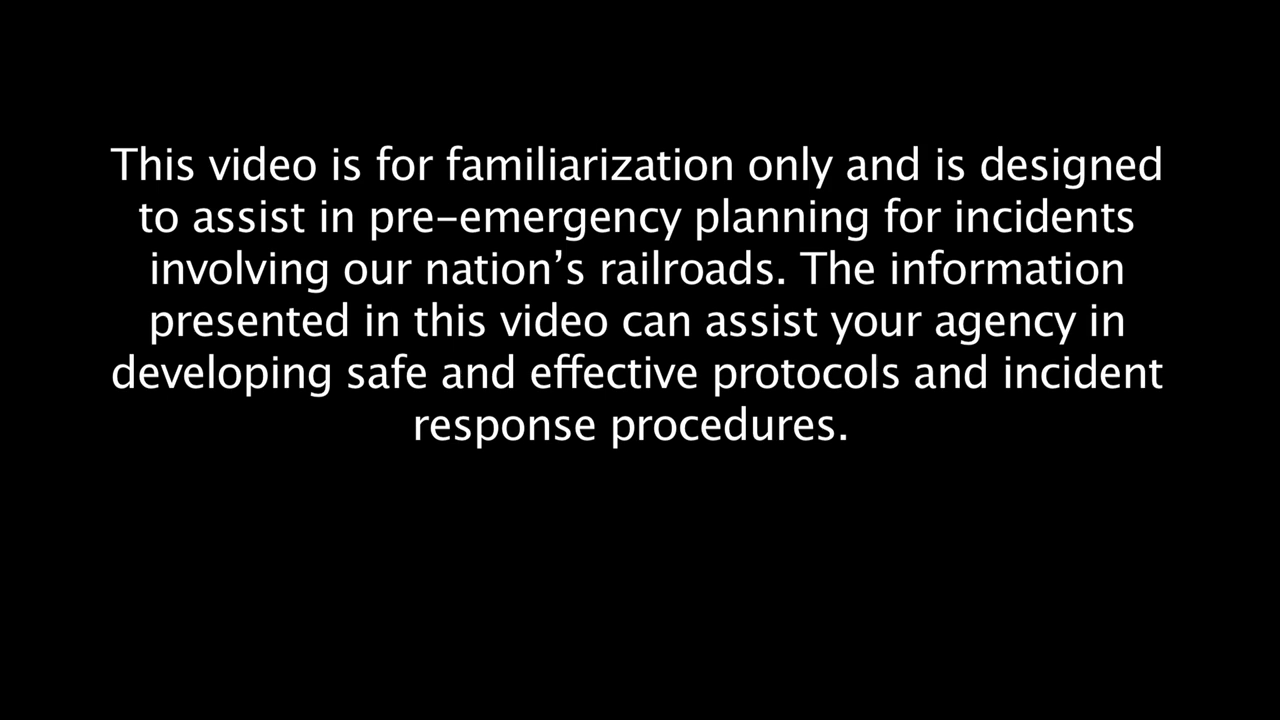 This video is for familiarization only and is designed
to assist in pre-emergency planning for incidents
involving our nation’s railroads. The information
presented in this video can assist your agency in
developing safe and effective protocols and incident
response procedures.